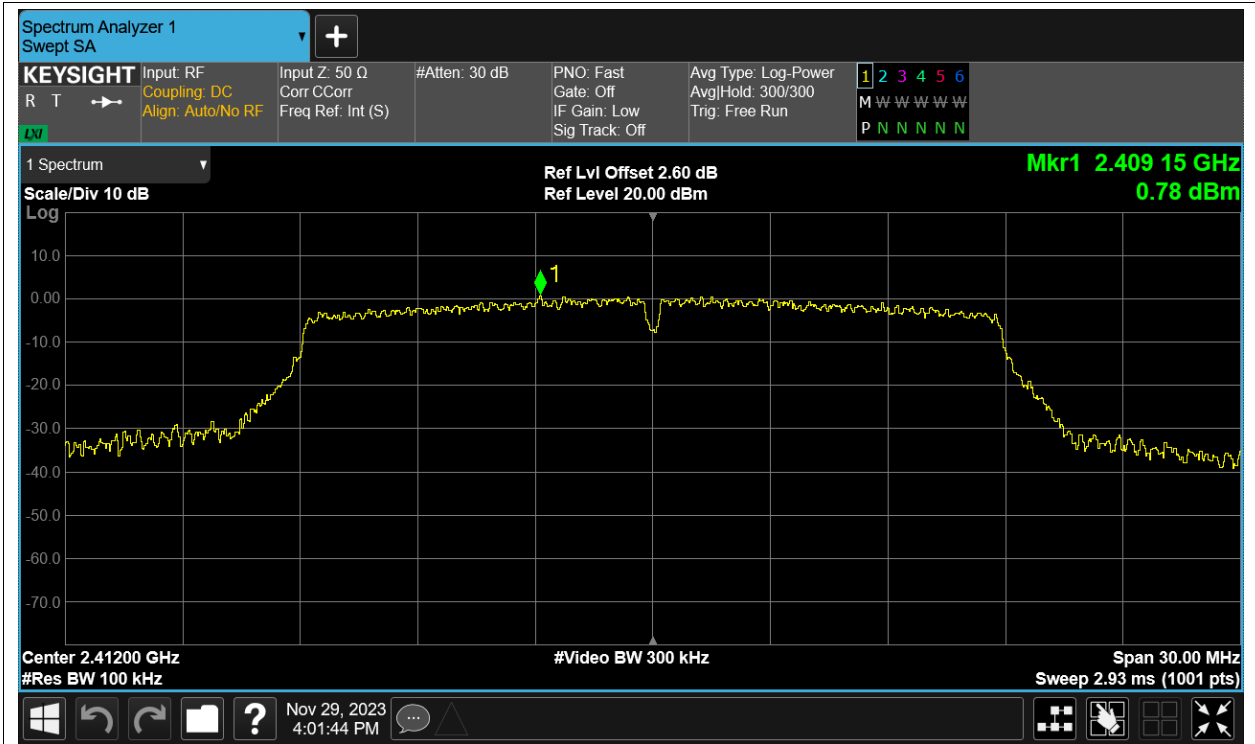 Spectrum Analyzer 1
Swept SA
+
KEYSIGHT
R T
LXI
Input: RF
Coupling: DC
Align: Auto/No RF
Input Z: 50 Ω
Corr CCorr
Freq Ref: Int (S)
#Atten: 30 dB
PNO: Fast
Gate: Off
IF Gain: Low
Sig Track: Off
Avg Type: Log-Power
Avg|Hold: 300/300
Trig: Free Run
1 2 3 4 5 6
M W W W W W
P N N N N N
1 Spectrum
Scale/Div 10 dB
Log
Ref Lvl Offset 2.60 dB
Ref Level 20.00 dBm
Mkr1 2.409 15 GHz
0.78 dBm
1
10.0
0.00
-10.0
-20.0
-30.0
-40.0
-50.0
-60.0
-70.0
Center 2.41200 GHz
#Res BW 100 kHz
#Video BW 300 kHz
Span 30.00 MHz
Sweep 2.93 ms (1001 pts)
?
Nov 29, 2023
4:01:44 PM